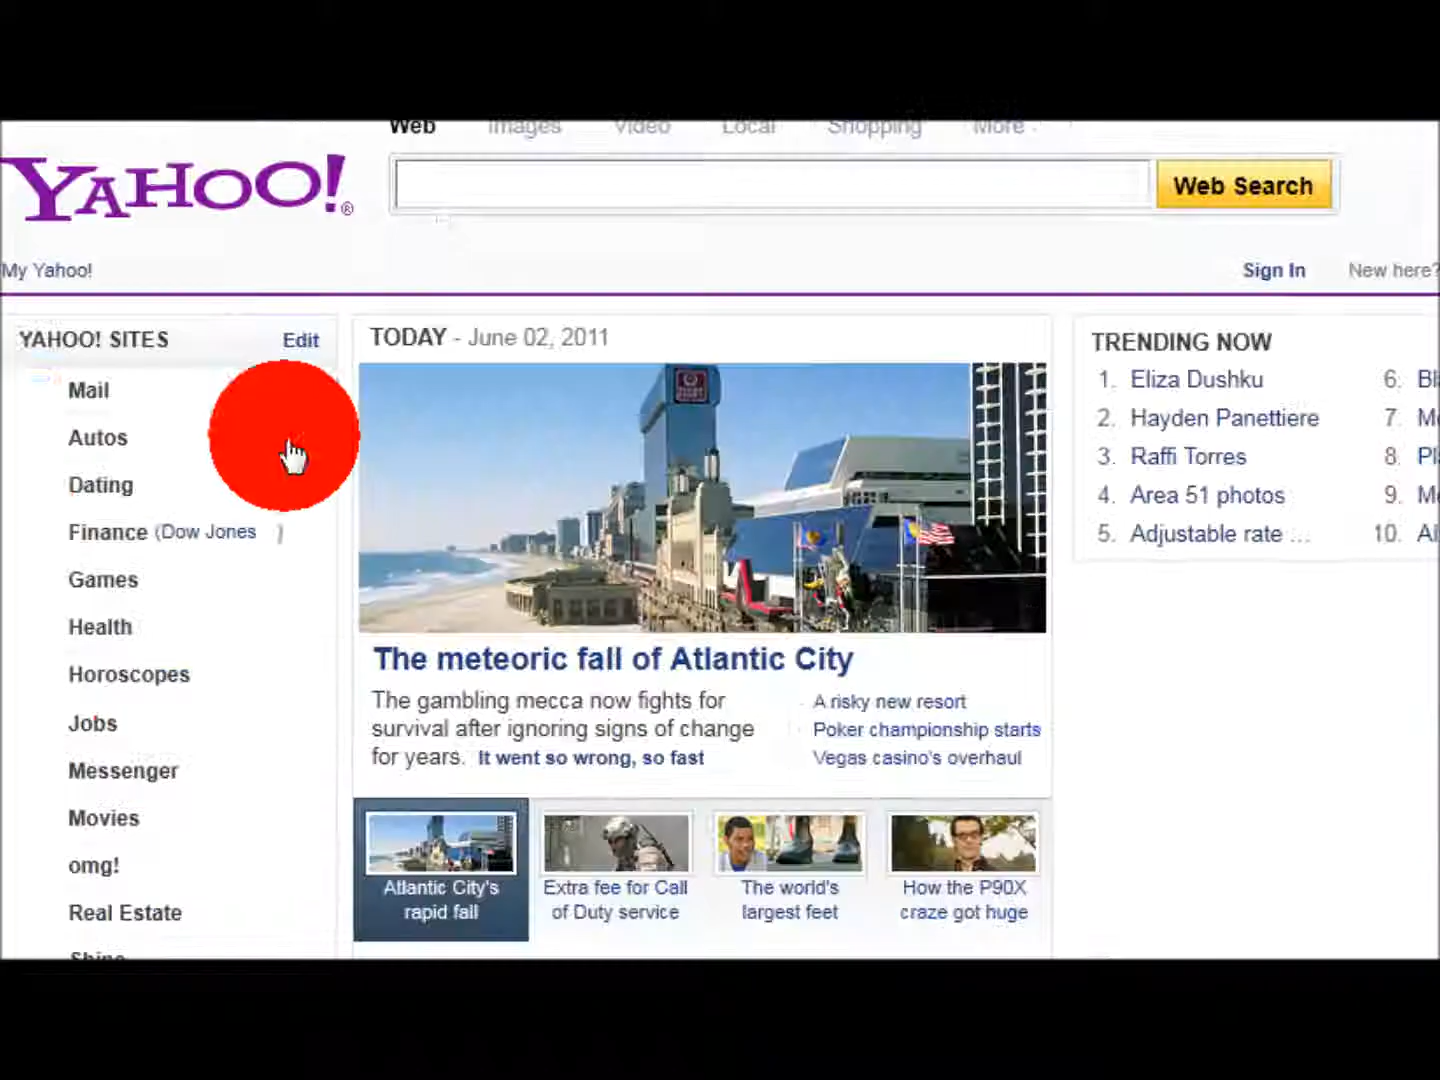 Web Images Video Local Shopping More
YAHOO!®
Web Search
My Yahoo!
Sign In New here?
YAHOO! SITES Edit
Mail
Autos
Dating
Finance (Dow Jones )
Games
Health
Horoscopes
Jobs
Messenger
Movies
omg!
Real Estate
Shine
TODAY - June 02, 2011
The meteoric fall of Atlantic City
The gambling mecca now fights for
survival after ignoring signs of change
for years. It went so wrong, so fast
A risky new resort
Poker championship starts
Vegas casino's overhaul
Atlantic City's
rapid fall
Extra fee for Call
of Duty service
The world's
largest feet
How the P90X
craze got huge
TRENDING NOW
1. Eliza Dushku
2. Hayden Panettiere
3. Raffi Torres
4. Area 51 photos
5. Adjustable rate ...
6.
7.
8.
9.
10.